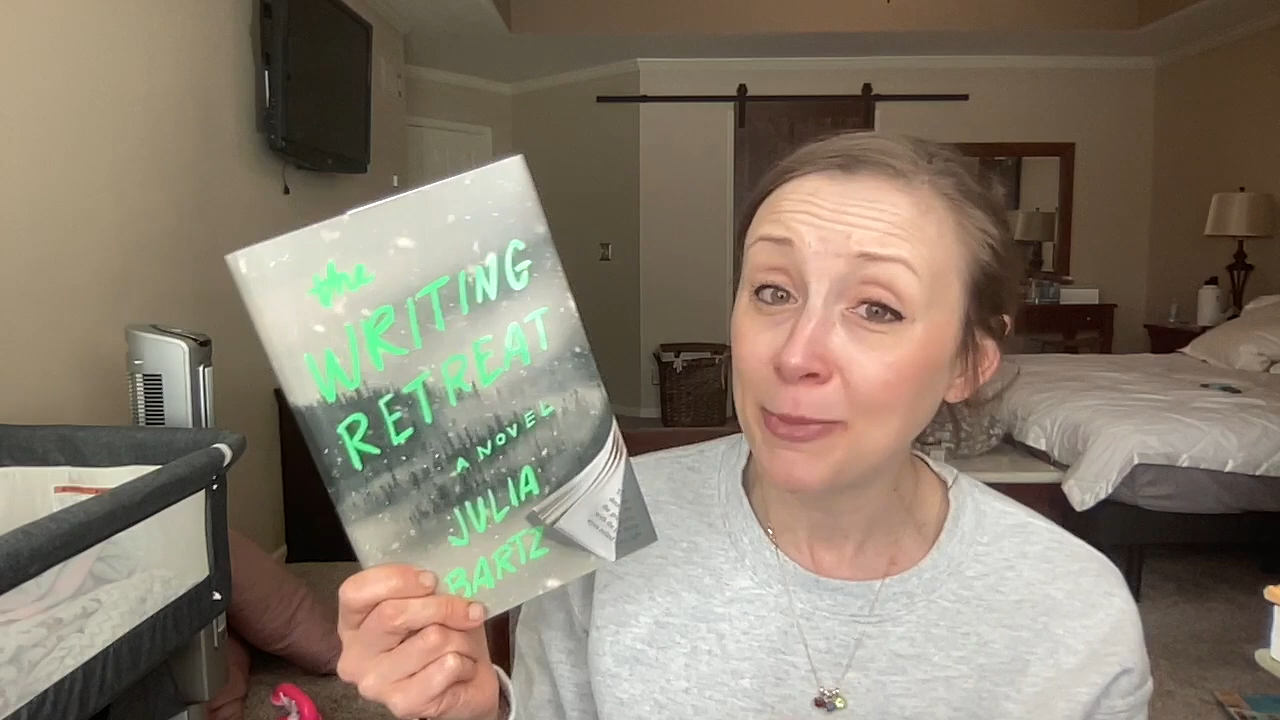 the
WRITING
RETREAT
A NOVEL
JULIA
BARTZ